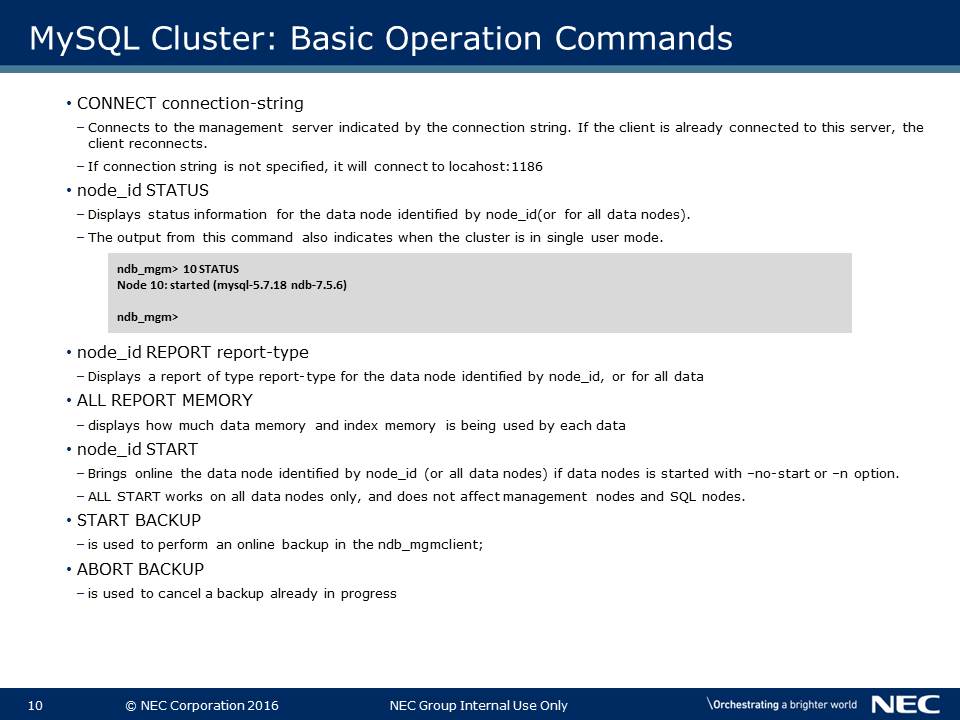 MySQL Cluster: Basic Operation Commands
• CONNECT connection-string
– Connects to the management server indicated by the connection string. If the client is already connected to this server, the
client reconnects.
– If connection string is not specified, it will connect to locahost:1186
• node_id STATUS
– Displays status information for the data node identified by node_id(or for all data nodes).
– The output from this command also indicates when the cluster is in single user mode.
ndb_mgm> 10 STATUS
Node 10: started (mysql-5.7.18 ndb-7.5.6)
ndb_mgm>
• node_id REPORT report-type
– Displays a report of type report-type for the data node identified by node_id, or for all data
• ALL REPORT MEMORY
– displays how much data memory and index memory is being used by each data
• node_id START
– Brings online the data node identified by node_id (or all data nodes) if data nodes is started with –no-start or –n option.
– ALL START works on all data nodes only, and does not affect management nodes and SQL nodes.
• START BACKUP
– is used to perform an online backup in the ndb_mgmclient;
• ABORT BACKUP
– is used to cancel a backup already in progress
10 © NEC Corporation 2016 NEC Group Internal Use Only \Orchestrating a brighter world NEC